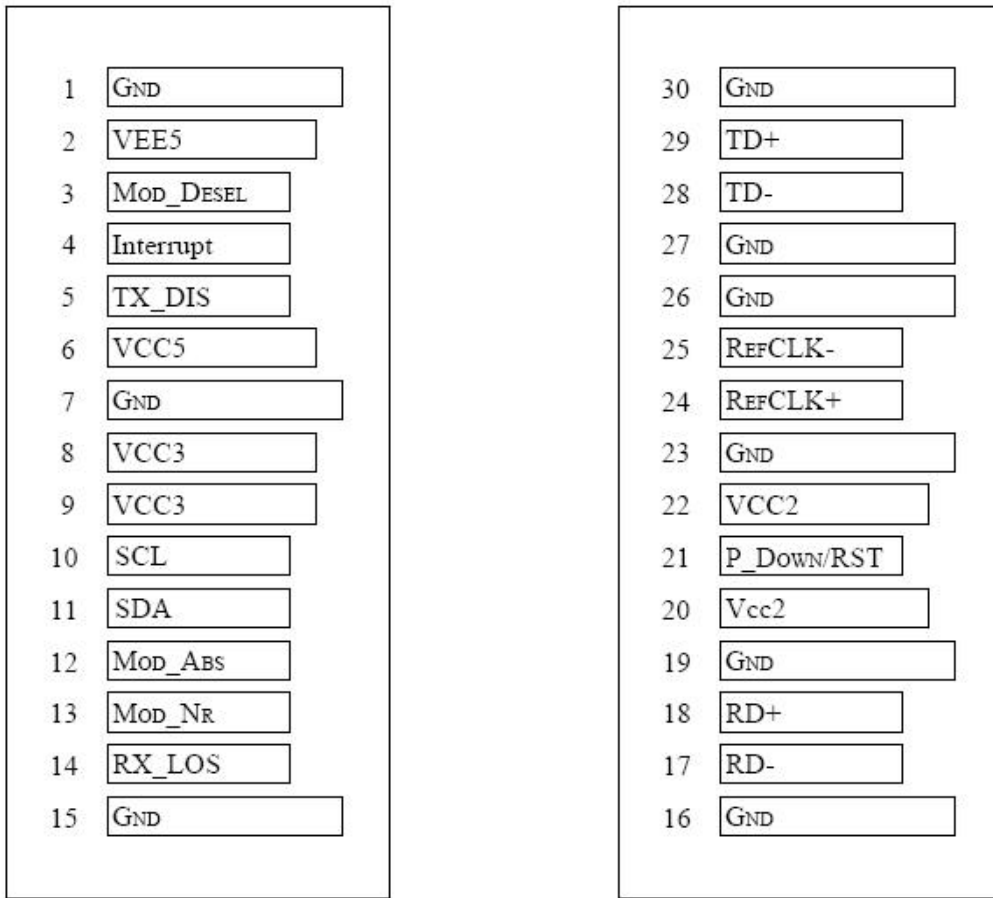 1 GND
2 VEE5
3 MOD_DESEL
4 Interrupt
5 TX_DIS
6 VCC5
7 GND
8 VCC3
9 VCC3
10 SCL
11 SDA
12 MOD_ABS
13 MOD_NR
14 RX_LOS
15 GND
30 GND
29 TD+
28 TD-
27 GND
26 GND
25 REFCLK-
24 REFCLK+
23 GND
22 VCC2
21 P_DOWN/RST
20 Vcc2
19 GND
18 RD+
17 RD-
16 GND